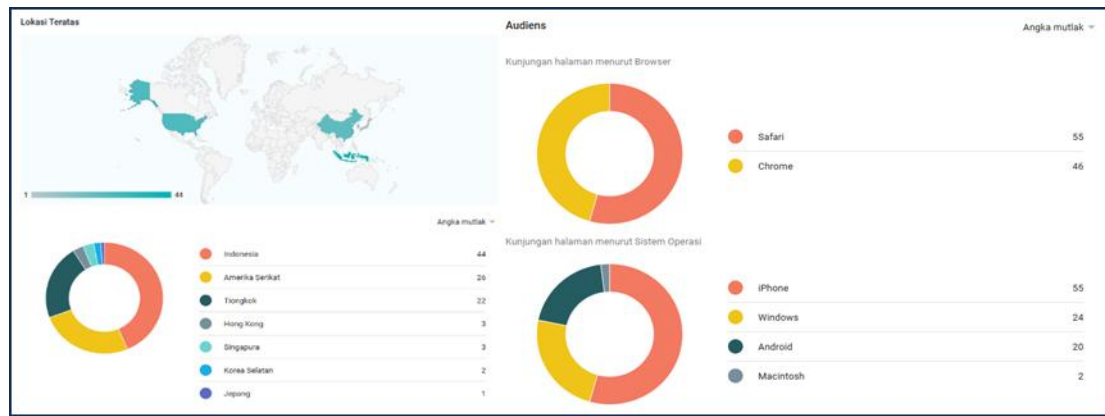 Lokasi Teratas
1
44
Angka mutlak
Indonesia 44
Amerika Serikat 26
Tiongkok 22
Hong Kong 3
Singapura 3
Korea Selatan 2
Jepang 1
Audiens
Angka mutlak
Kunjungan halaman menurut Browser
Safari 55
Chrome 46
Kunjungan halaman menurut Sistem Operasi
iPhone 55
Windows 24
Android 20
Macintosh 2